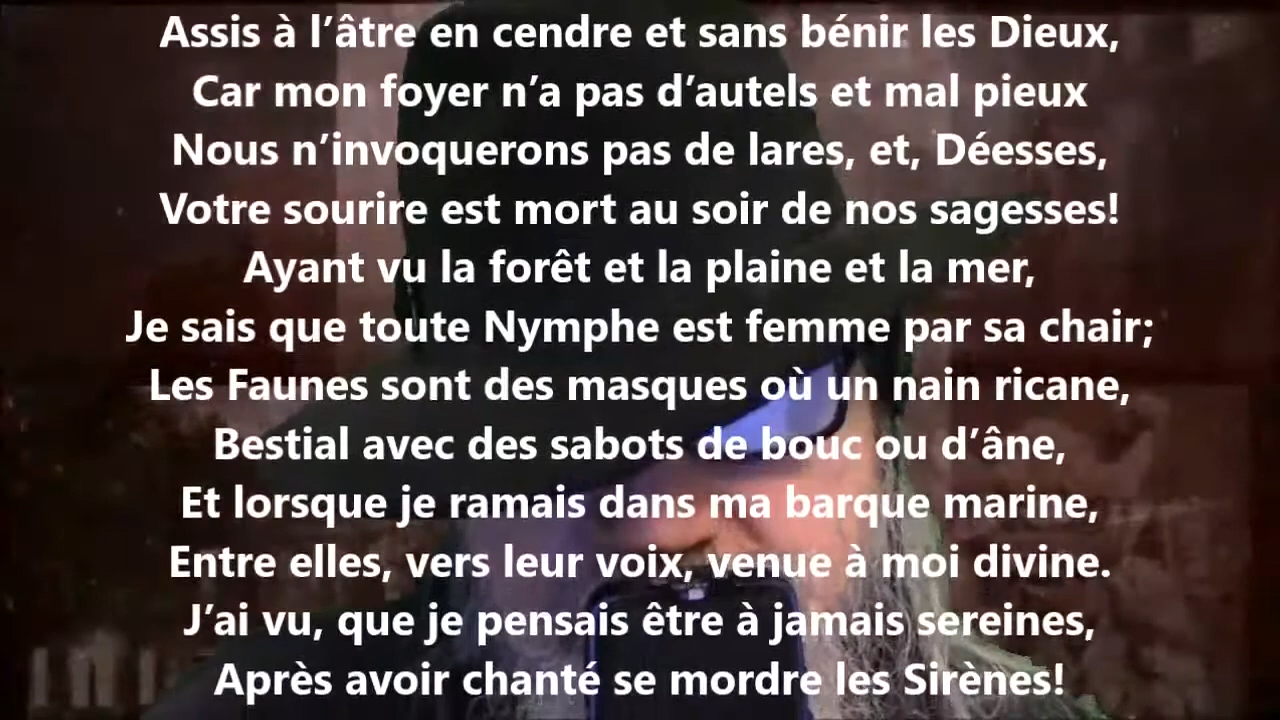 Assis à l’âtre en cendre et sans bénir les Dieux,
Car mon foyer n’a pas d’autels et mal pieux
Nous n’invoquerons pas de lares, et, Déesses,
Votre sourire est mort au soir de nos sagesses!
Ayant vu la forêt et la plaine et la mer,
Je sais que toute Nymphe est femme par sa chair;
Les Faunes sont des masques où un nain ricane,
Bestial avec des sabots de bouc ou d’âne,
Et lorsque je ramais dans ma barque marine,
Entre elles, vers leur voix, venue à moi divine.
J’ai vu, que je pensais être à jamais sereines,
Après avoir chanté se mordre les Sirènes!